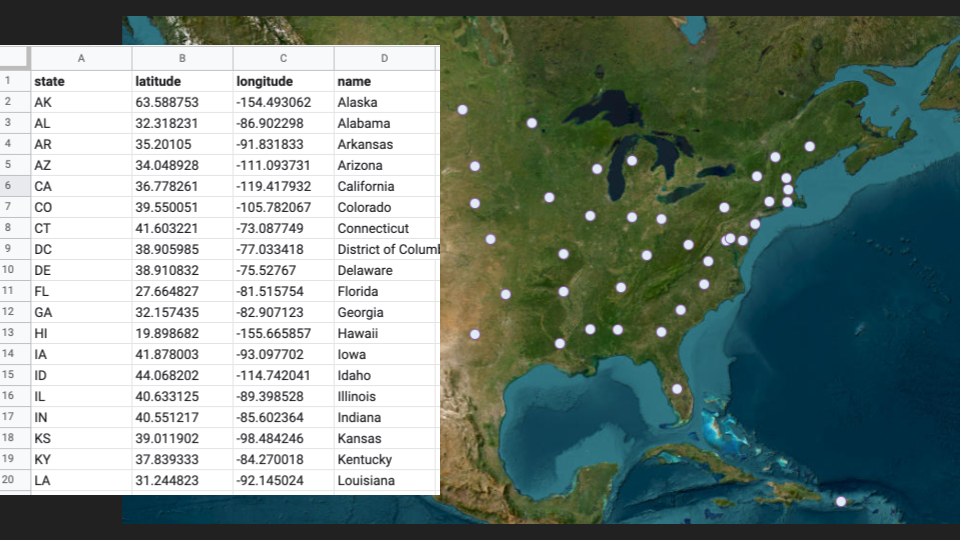 A B C D
1 state latitude longitude name
2 AK 63.588753 -154.493062 Alaska
3 AL 32.318231 -86.902298 Alabama
4 AR 35.20105 -91.831833 Arkansas
5 AZ 34.048928 -111.093731 Arizona
6 CA 36.778261 -119.417932 California
7 CO 39.550051 -105.782067 Colorado
8 CT 41.603221 -73.087749 Connecticut
9 DC 38.905985 -77.033418 District of Columb
10 DE 38.910832 -75.52767 Delaware
11 FL 27.664827 -81.515754 Florida
12 GA 32.157435 -82.907123 Georgia
13 HI 19.898682 -155.665857 Hawaii
14 IA 41.878003 -93.097702 Iowa
15 ID 44.068202 -114.742041 Idaho
16 IL 40.633125 -89.398528 Illinois
17 IN 40.551217 -85.602364 Indiana
18 KS 39.011902 -98.484246 Kansas
19 KY 37.839333 -84.270018 Kentucky
20 LA 31.244823 -92.145024 Louisiana